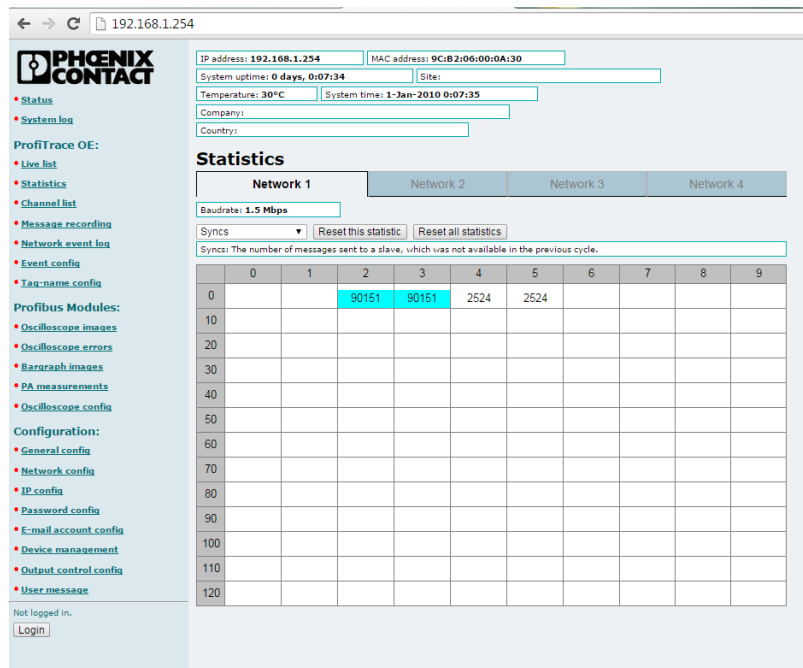 192.168.1.254
PHŒNIX
CONTACT
Status
System log
ProfiTrace OE:
Live list
Statistics
Channel list
Message recording
Network event log
Event config
Tag-name config
Profibus Modules:
Oscilloscope images
Oscilloscope errors
Bargraph images
PA measurements
Oscilloscope config
Configuration:
General config
Network config
IP config
Password config
E-mail account config
Device management
Output control config
User message
Not logged in.
Login
IP address: 192.168.1.254 MAC address: 9C:B2:06:00:0A:30
System uptime: 0 days, 0:07:34 Site:
Temperature: 30°C System time: 1-Jan-2010 0:07:35
Company:
Country:
Statistics
Network 1 Network 2 Network 3 Network 4
Baudrate: 1.5 Mbps
Syncs Reset this statistic Reset all statistics
Syncs: The number of messages sent to a slave, which was not available in the previous cycle.
0 1 2 3 4 5 6 7 8 9
0 90151 90151 2524 2524
10
20
30
40
50
60
70
80
90
100
110
120